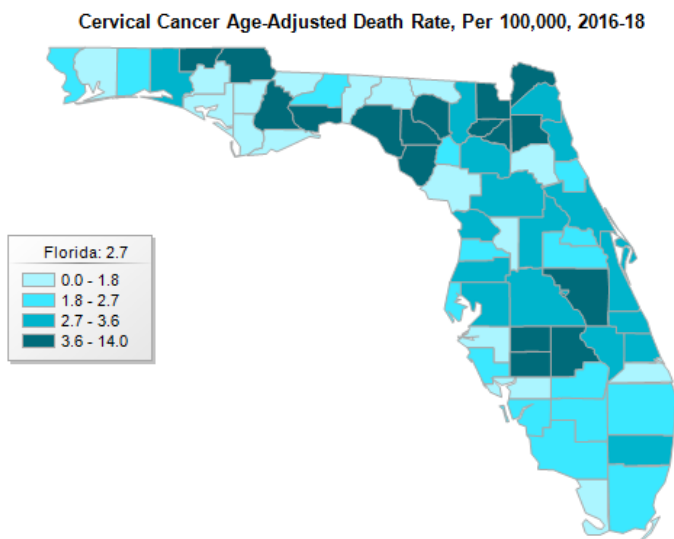 Cervical Cancer Age-Adjusted Death Rate, Per 100,000, 2016-18
Florida: 2.7
0.0 - 1.8
1.8 - 2.7
2.7 - 3.6
3.6 - 14.0